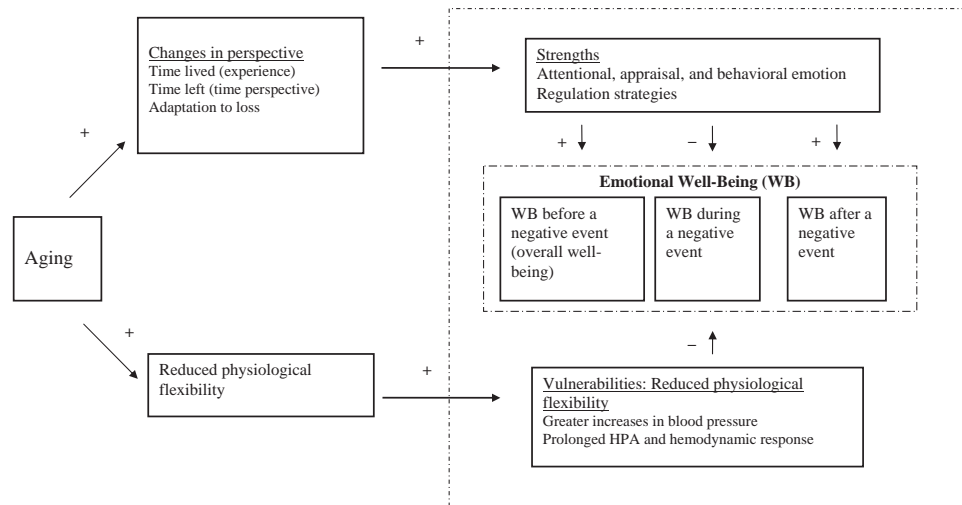 Changes in perspective
Time lived (experience)
Time left (time perspective)
Adaptation to loss
+
+
Strengths
Attentional, appraisal, and behavioral emotion
Regulation strategies
+
−
+
Emotional Well-Being (WB)
WB before a
negative event
(overall well-
being)
WB during
a negative
event
WB after a
negative
event
Aging
+
Reduced physiological
flexibility
+
−
Vulnerabilities: Reduced physiological
flexibility
Greater increases in blood pressure
Prolonged HPA and hemodynamic response